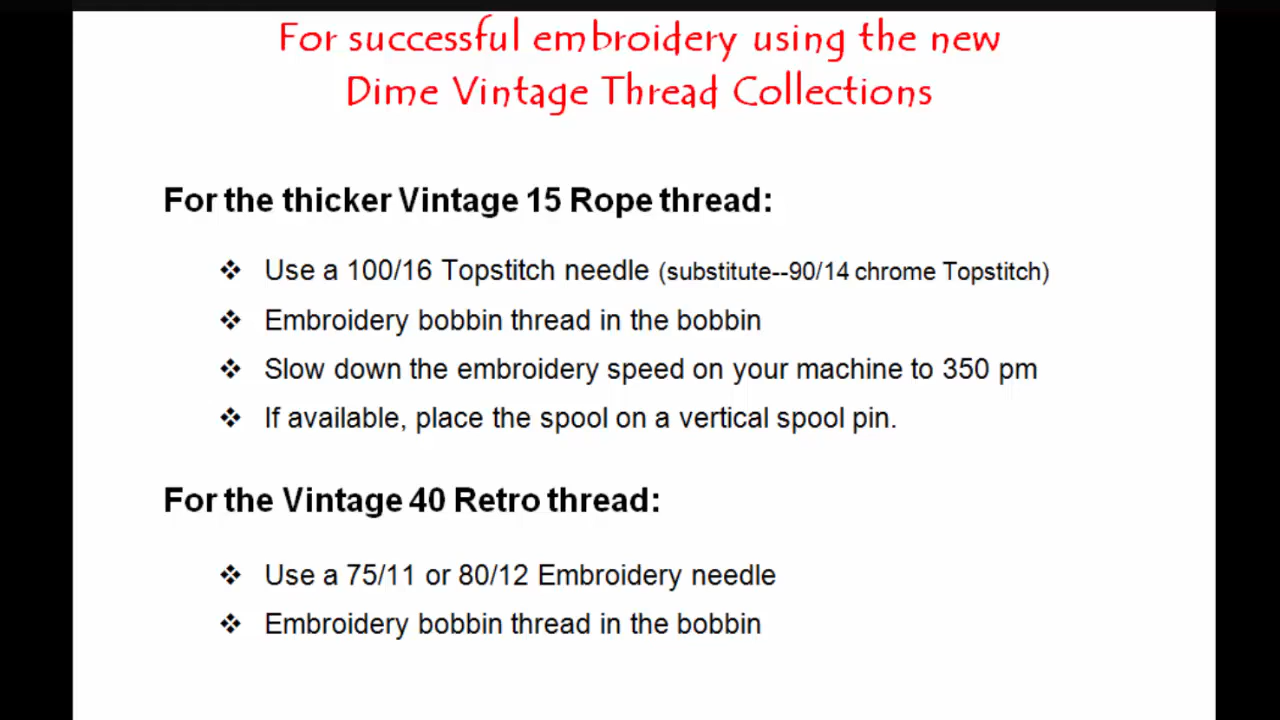 For successful embroidery using the new
Dime Vintage Thread Collections
For the thicker Vintage 15 Rope thread:
❖ Use a 100/16 Topstitch needle (substitute--90/14 chrome Topstitch)
❖ Embroidery bobbin thread in the bobbin
❖ Slow down the embroidery speed on your machine to 350 pm
❖ If available, place the spool on a vertical spool pin.
For the Vintage 40 Retro thread:
❖ Use a 75/11 or 80/12 Embroidery needle
❖ Embroidery bobbin thread in the bobbin